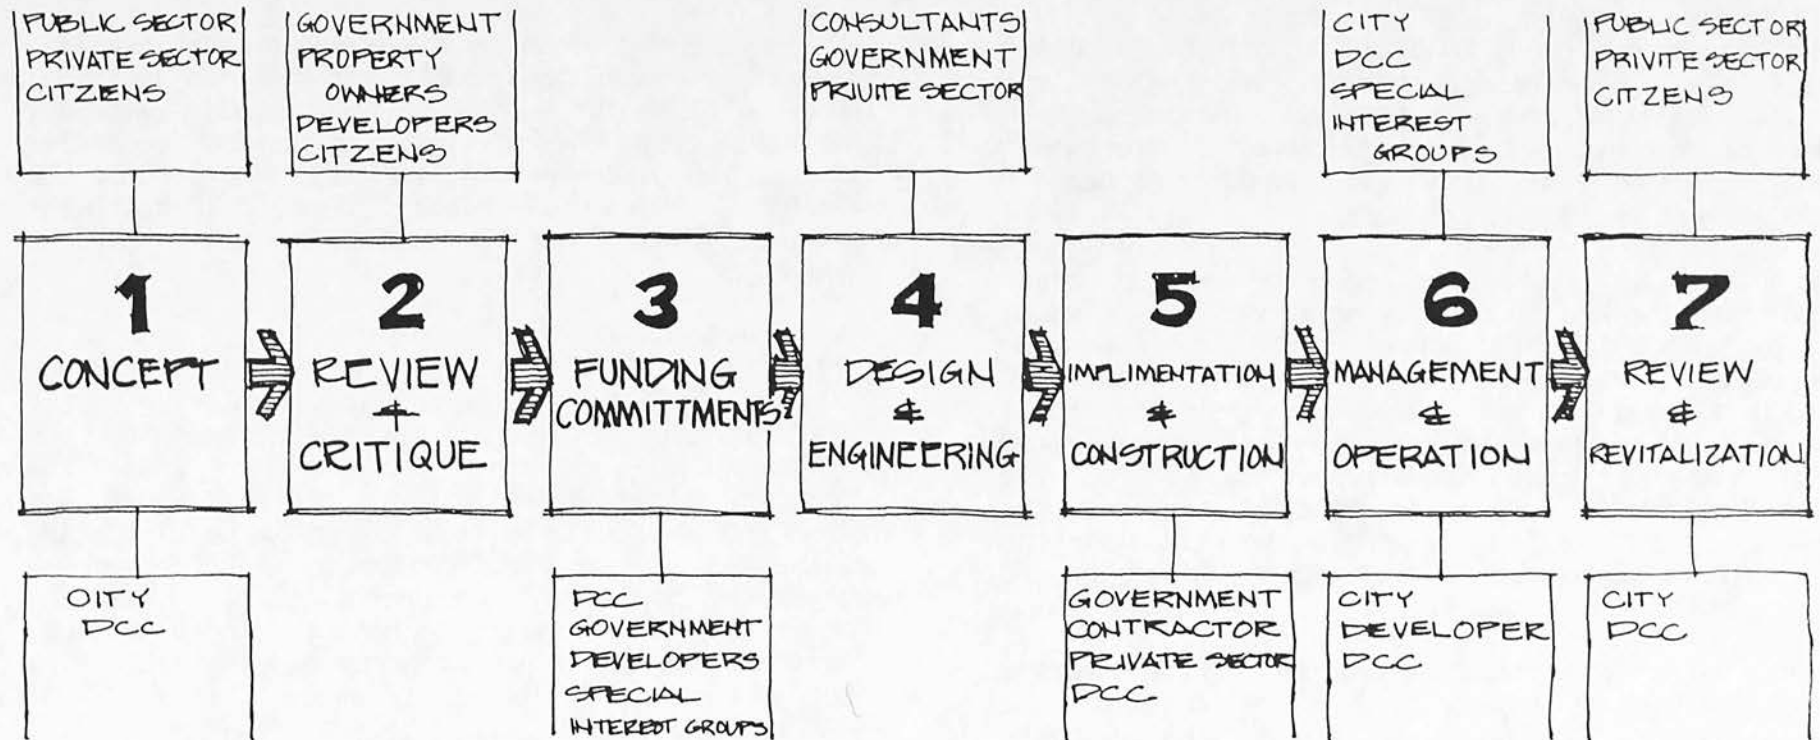 PUBLIC SECTOR
PRIVATE SECTOR
CITZIENS
GOVERNMENT
PROPERTY
OWNERS
DEVELOPERS
CITZENS
CONSULTANTS
GOVERNMENT
PRIVITE SECTOR
CITY
DCC
SPECIAL
INTEREST
GROUPS
PUBLIC SECTOR
PRIVITE SECTOR
CITZENS
1
CONCEPT
2
REVIEW
&
CRITIQUE
3
FUNDING
COMMITTMENTS
4
DESIGN
&
ENGINEERING
5
IMPLIMENTATION
&
CONSTRUCTION
6
MANAGEMENT
&
OPERATION
7
REVIEW
&
REVITALIZATION
CITY
DCC
DCC
GOVERNMENT
DEVELOPERS
SPECIAL
INTEREST GROUPS
GOVERNMENT
CONTRACTOR
PRIVATE SECTOR
DCC
CITY
DEVELOPER
DCC
CITY
DCC